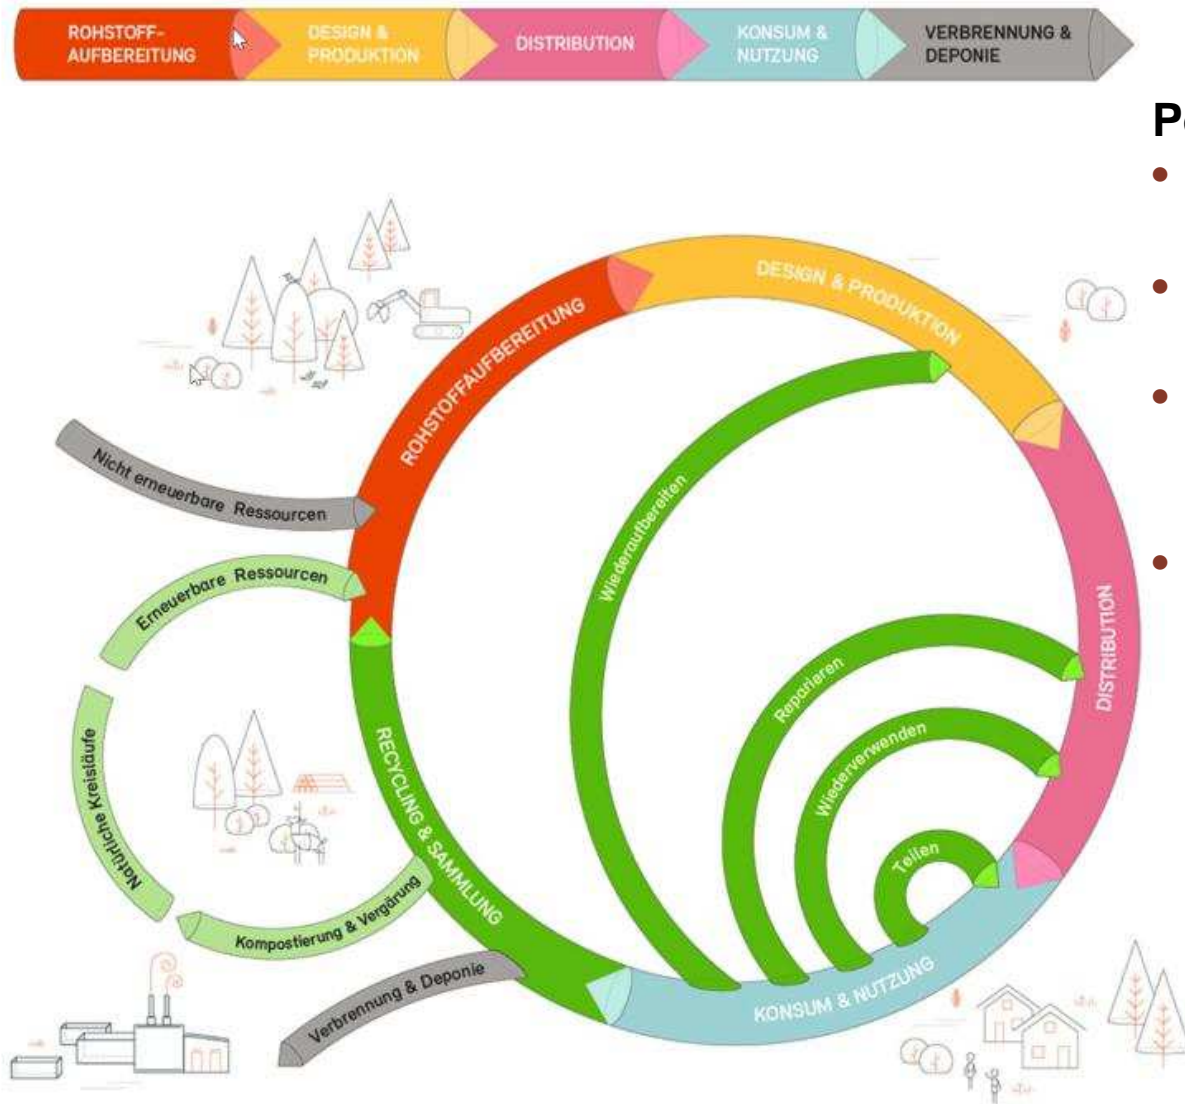 ROHSTOFF-
AUFBEREITUNG
DESIGN &
PRODUKTION
DISTRIBUTION
KONSUM &
NUTZUNG
VERBRENNUNG &
DEPONIE
DESIGN & PRODUKTION
ROHSTOFFAUFBEREITUNG
Nicht erneuerbare Ressourcen
Wiederaufbereiten
Erneuerbare Ressourcen
DISTRIBUTION
Reparieren
Wiederverwenden
Natürliche Kreisläufe
RECYCLING & SAMMLUNG
Teilen
Kompostierung & Vergärung
Verbrennung & Deponie
KONSUM & NUTZUNG